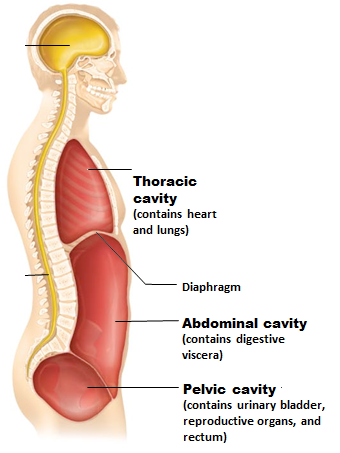 Thoracic
cavity
(contains heart
and lungs)
Diaphragm
Abdominal cavity
(contains digestive
viscera)
Pelvic cavity
(contains urinary bladder,
reproductive organs, and
rectum)